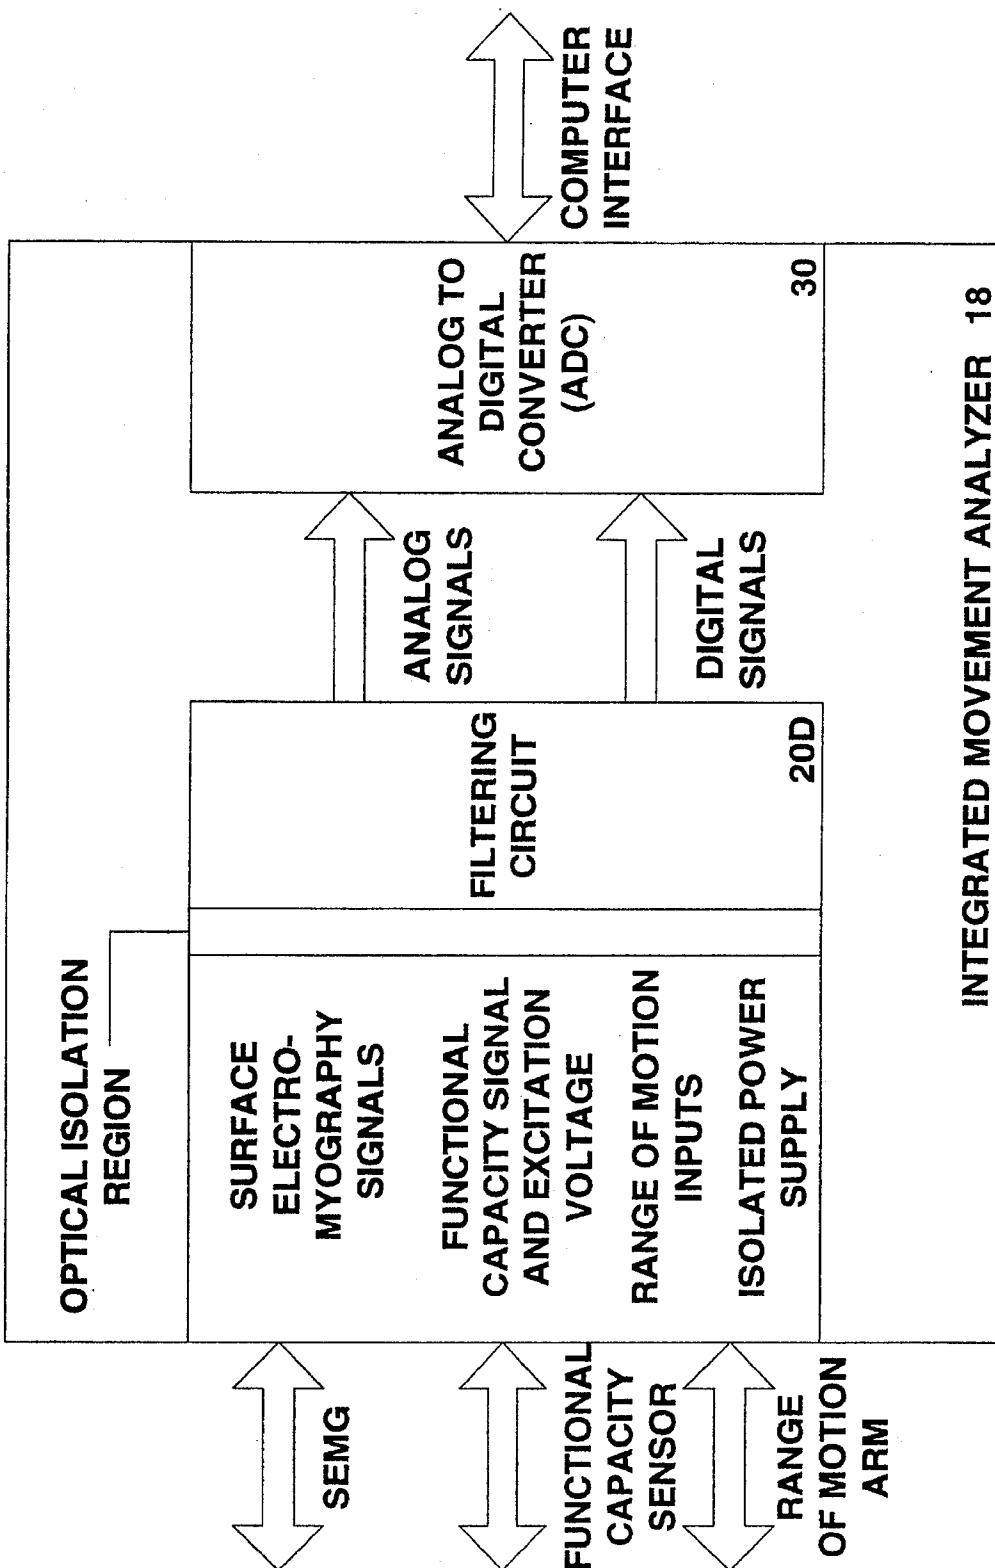 OPTICAL ISOLATION
REGION
SEMG
FUNCTIONAL
CAPACITY
SENSOR
RANGE
OF MOTION
ARM
SURFACE
ELECTRO-
MYOGRAPHY
SIGNALS
FUNCTIONAL
CAPACITY SIGNAL
AND EXCITATION
VOLTAGE
RANGE OF MOTION
INPUTS
ISOLATED POWER
SUPPLY
FILTERING
CIRCUIT
20D
ANALOG
SIGNALS
DIGITAL
SIGNALS
ANALOG TO
DIGITAL
CONVERTER
(ADC)
30
COMPUTER
INTERFACE
INTEGRATED MOVEMENT ANALYZER 18